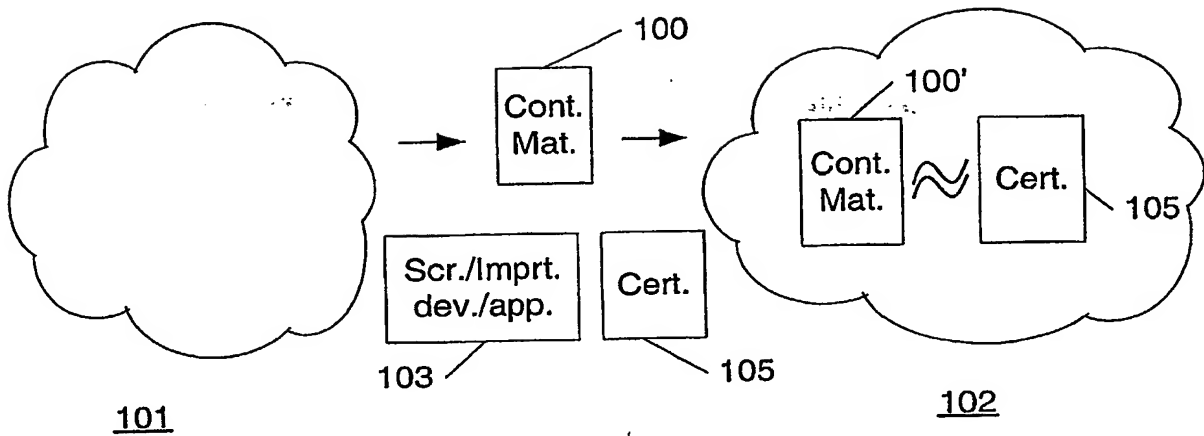 100
Cont.
Mat.
100'
Cont.
Mat.
Cert.
105
Scr./Imprt.
dev./app.
Cert.
103
105
101
102